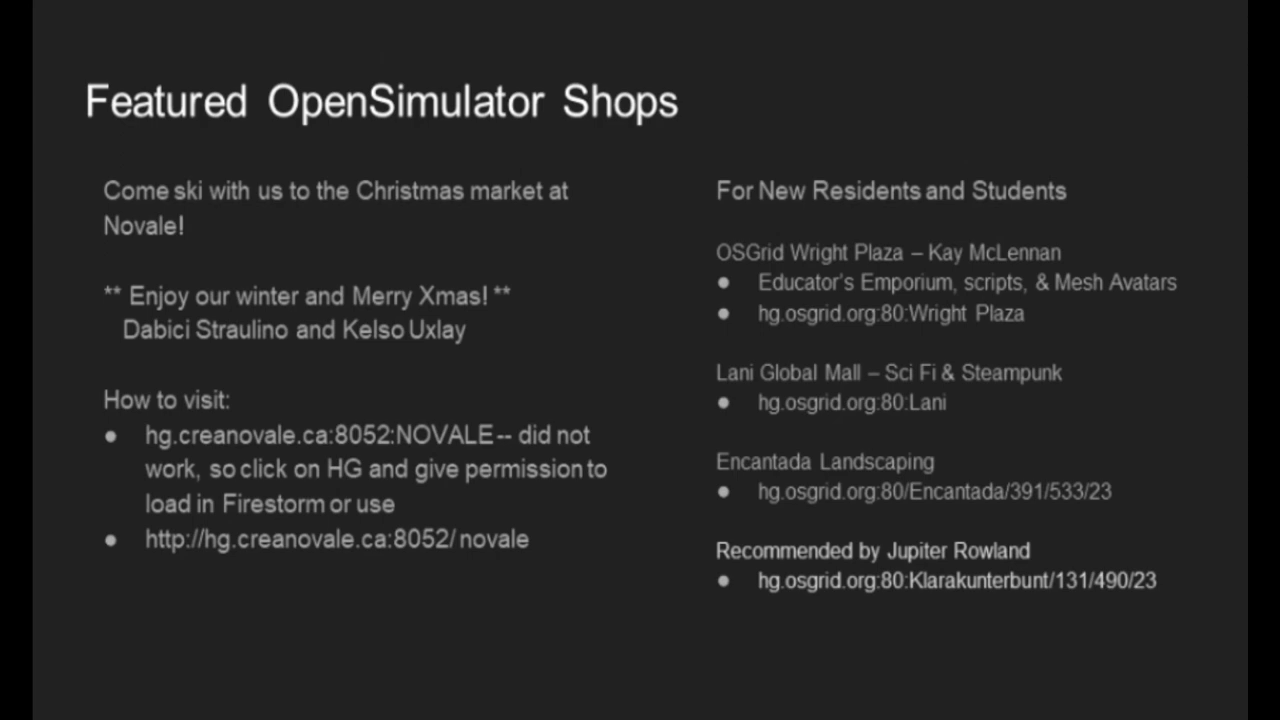 Featured OpenSimulator Shops
Come ski with us to the Christmas market at
Novale!
** Enjoy our winter and Merry Xmas! **
Dabici Straulino and Kelso Uxlay
How to visit:
● hg.creanovale.ca:8052:NOVALE -- did not
work, so click on HG and give permission to
load in Firestorm or use
● http://hg.creanovale.ca:8052/ novale
For New Residents and Students
OSGrid Wright Plaza – Kay McLennan
● Educator's Emporium, scripts, & Mesh Avatars
● hg.osgrid.org:80:Wright Plaza
Lani Global Mall – Sci Fi & Steampunk
● hg.osgrid.org:80:Lani
Encantada Landscaping
● hg.osgrid.org:80/Encantada/391/533/23
Recommended by Jupiter Rowland
● hg.osgrid.org:80:Klarakunterbunt/131/490/23